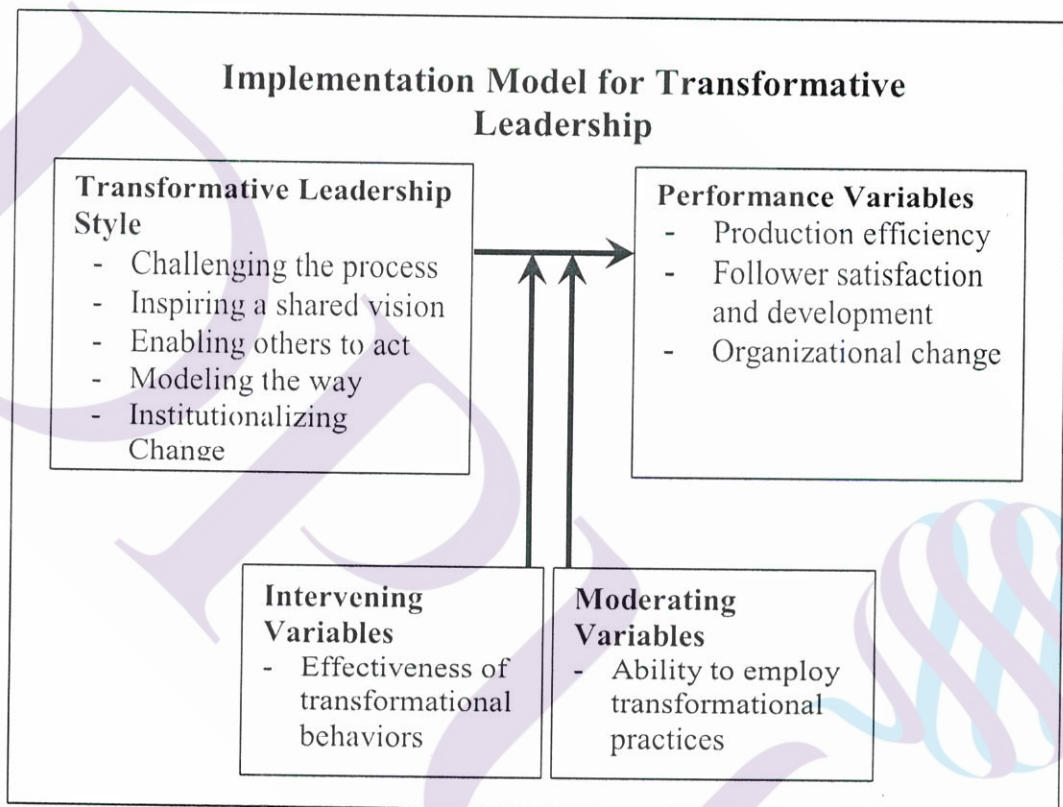 Implementation Model for Transformative
Leadership
Transformative Leadership
Style
- Challenging the process
- Inspiring a shared vision
- Enabling others to act
- Modeling the way
- Institutionalizing
Change
Performance Variables
- Production efficiency
- Follower satisfaction
and development
- Organizational change
Intervening
Variables
- Effectiveness of
transformational
behaviors
Moderating
Variables
- Ability to employ
transformational
practices